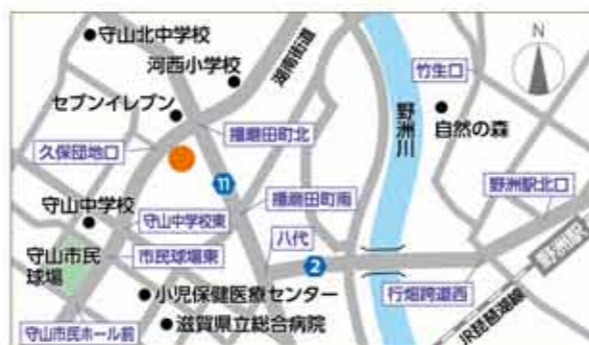 守山北中学校
河西小学校
湖南街道
竹生口
N
セブンイレブン
野洲川
自然の森
久保団地口
播磨田町北
11
野洲駅北口
守山中学校
守山中学校東
播磨田町南
守山市民
球場
市民球場東
八代
2
野洲駅
小児保健医療センター
行畑跨道西
滋賀県立総合病院
JR琵琶湖線
守山市民ホール前